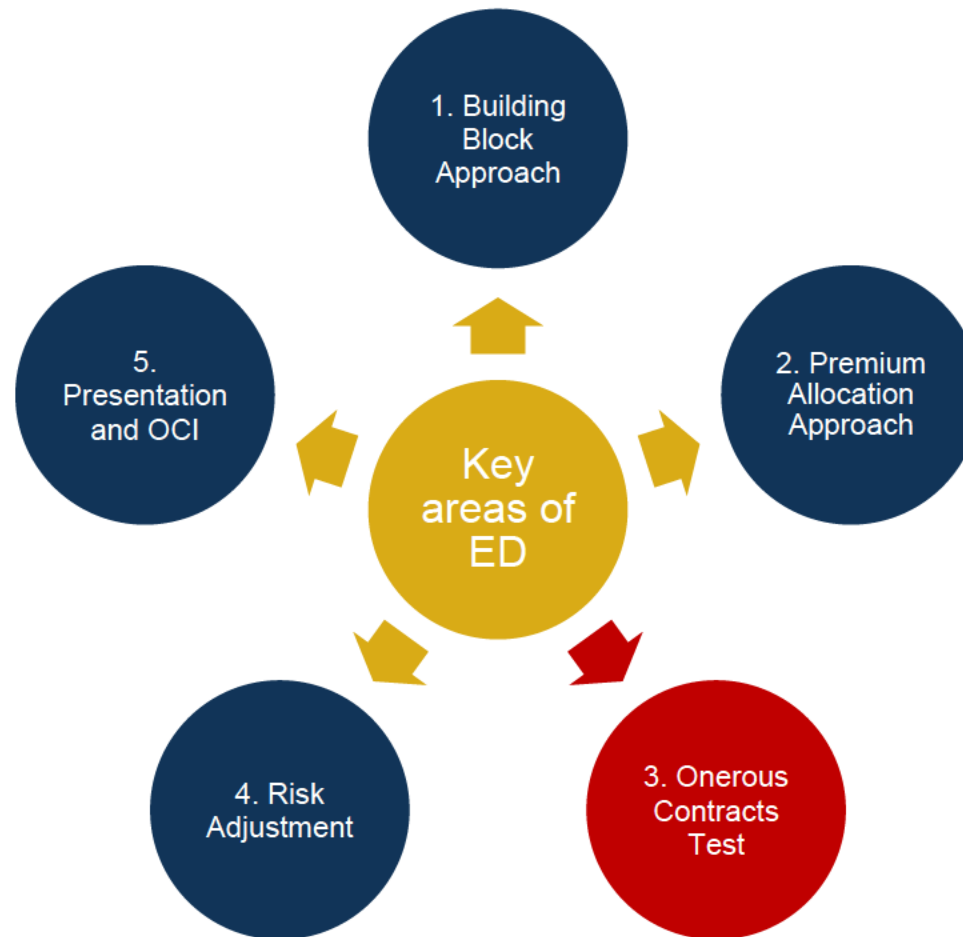 1. Building
Block
Approach
2. Premium
Allocation
Approach
3. Onerous
Contracts
Test
4. Risk
Adjustment
5.
Presentation
and OCI
Key
areas of
ED